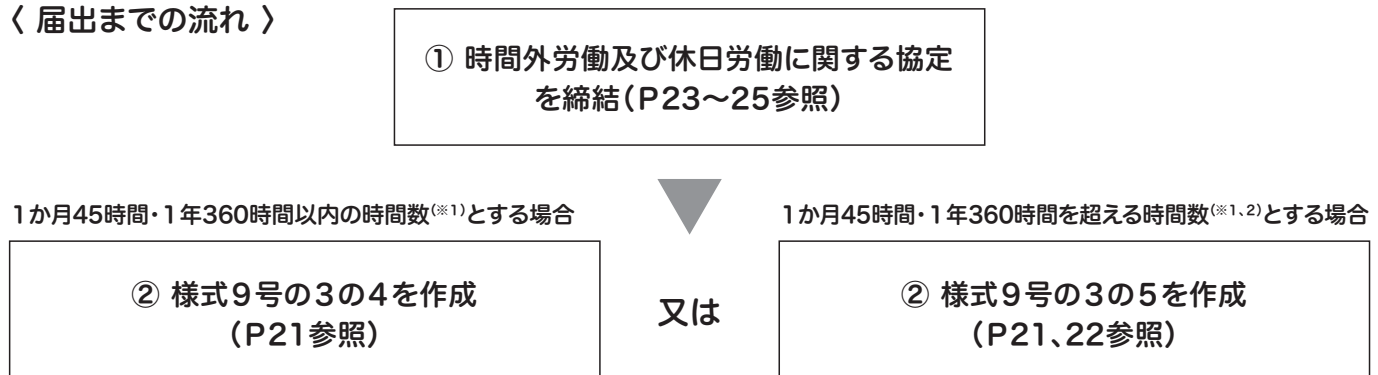 〈 届出までの流れ 〉
① 時間外労働及び休日労働に関する協定
を締結(P23〜25参照)
1か月45時間・1年360時間以内の時間数(※1)とする場合
② 様式9号の3の4を作成
(P21参照)
又は
1か月45時間・1年360時間を超える時間数(※1、2)とする場合
② 様式9号の3の5を作成
(P21、22参照)